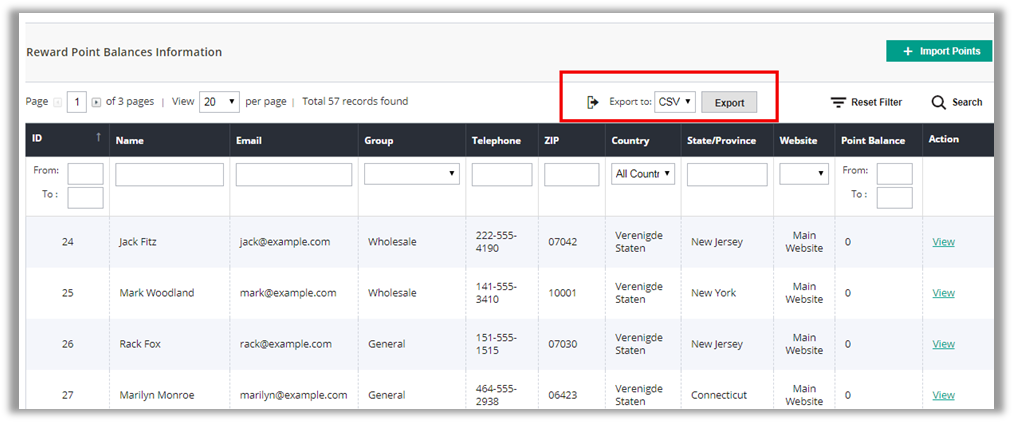 Reward Point Balances Information
+ Import Points
Page 1 of 3 pages | View 20 per page | Total 57 records found
Export to: CSV Export
Reset Filter
Search
ID Name Email Group Telephone ZIP Country State/Province Website Point Balance Action
From: All Countr From:
To : To :
24 Jack Fitz jack@example.com Wholesale 222-555-4190 07042 Verenigde Staten New Jersey Main Website 0 View
25 Mark Woodland mark@example.com Wholesale 141-555-3410 10001 Verenigde Staten New York Main Website 0 View
26 Rack Fox rack@example.com General 151-555-1515 07030 Verenigde Staten New Jersey Main Website 0 View
27 Marilyn Monroe marilyn@example.com General 464-555-2938 06423 Verenigde Staten Connecticut Main Website 0 View